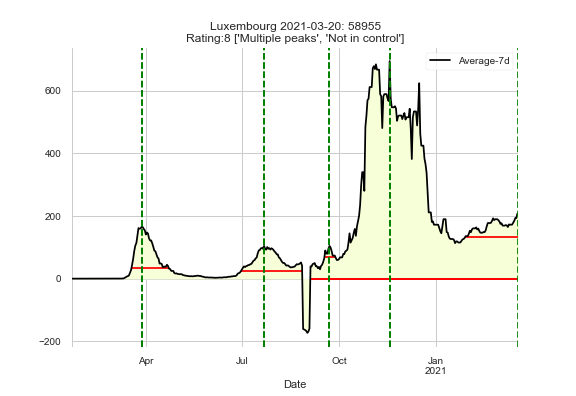 Luxembourg 2021-03-20: 58955
Rating:8 ['Multiple peaks', 'Not in control']
Average-7d
600
400
200
0
−200
Apr
Jul
Oct
Jan
2021
Date